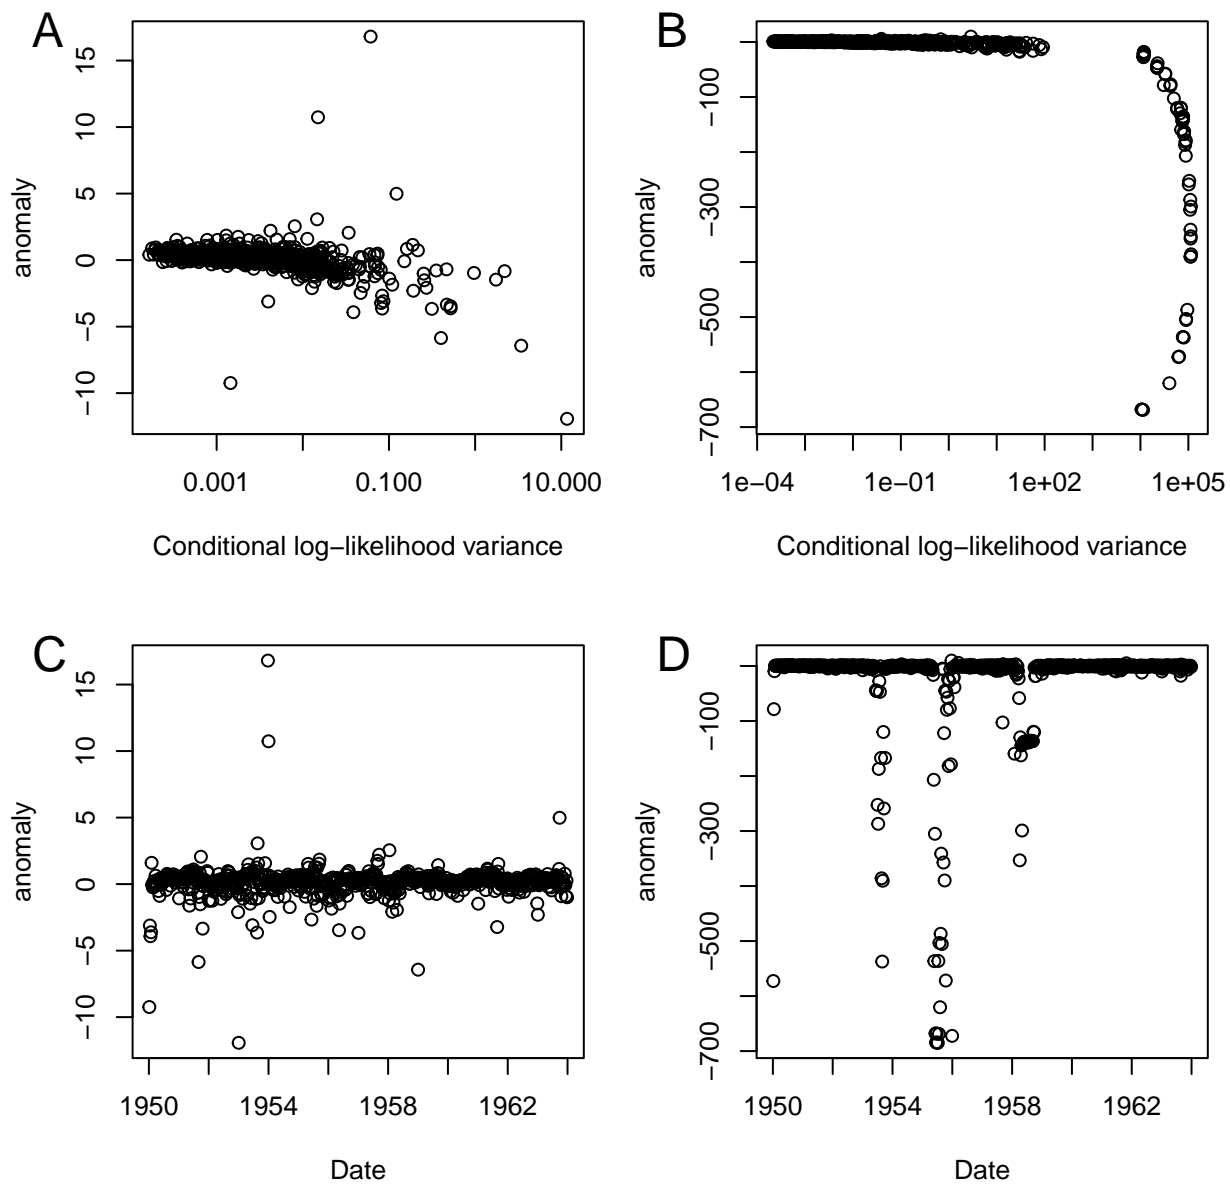 A
anomaly
15
10
5
0
−5
−10
0.001
0.100
10.000
Conditional log−likelihood variance
B
anomaly
−100
−300
−500
−700
1e−04
1e−01
1e+02
1e+05
Conditional log−likelihood variance
C
anomaly
15
10
5
0
−5
−10
1950
1954
1958
1962
Date
D
anomaly
−100
−300
−500
−700
1950
1954
1958
1962
Date